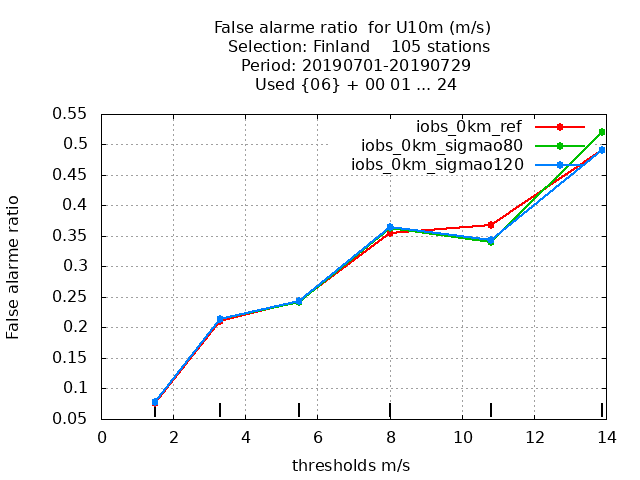 False alarme ratio  for U10m (m/s)
Selection: Finland    105 stations
Period: 20190701-20190729
Used {06} + 00 01 ... 24
0.55
0.5
0.45
0.4
0.35
0.3
0.25
0.2
0.15
0.1
0.05
False alarme ratio
iobs_0km_ref
iobs_0km_sigmao80
iobs_0km_sigmao120
0 2 4 6 8 10 12 14
thresholds m/s